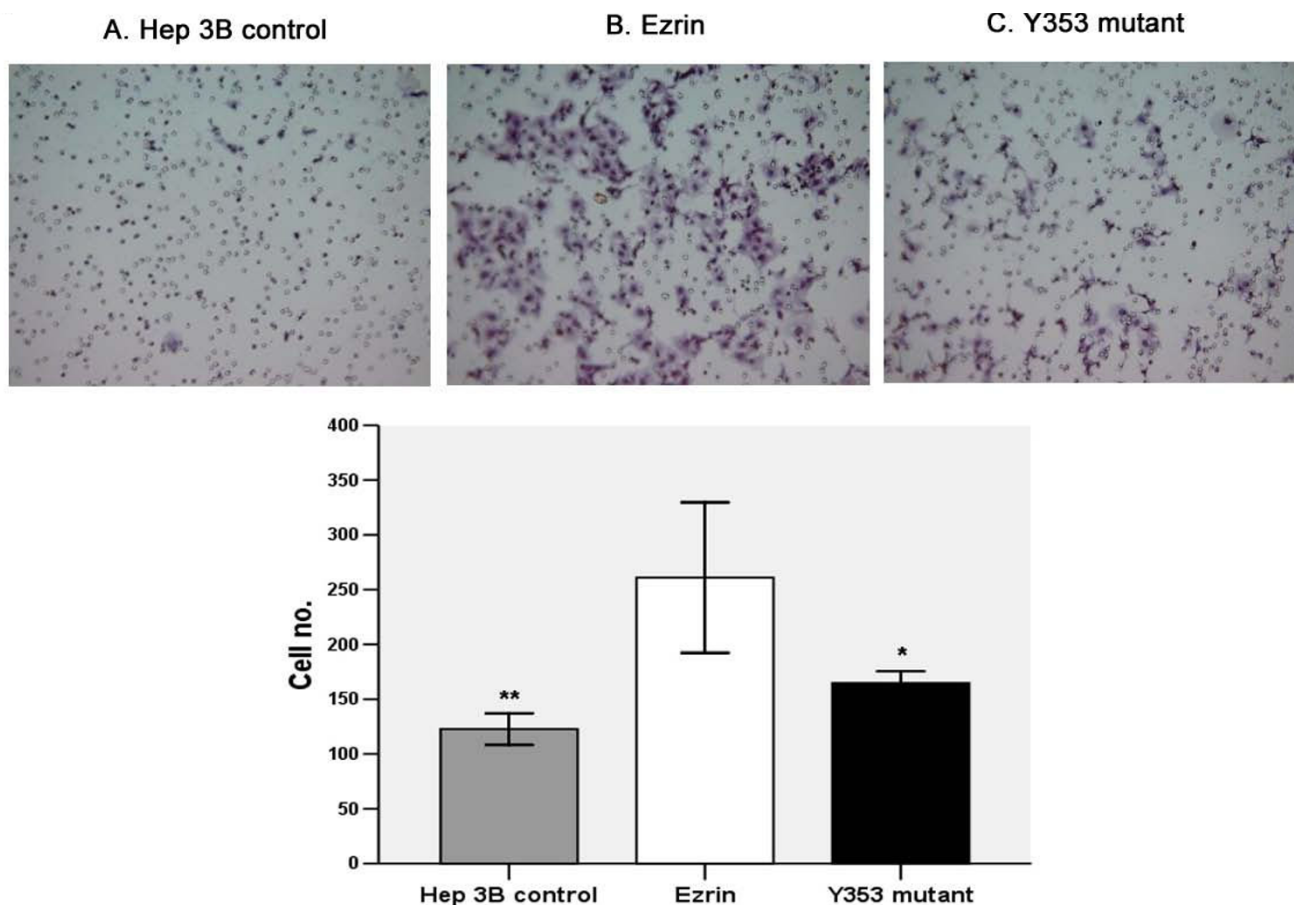 A. Hep 3B control
B. Ezrin
C. Y353 mutant
400
350
300
250
200
150
100
50
0
Cell no.
**
*
Hep 3B control
Ezrin
Y353 mutant